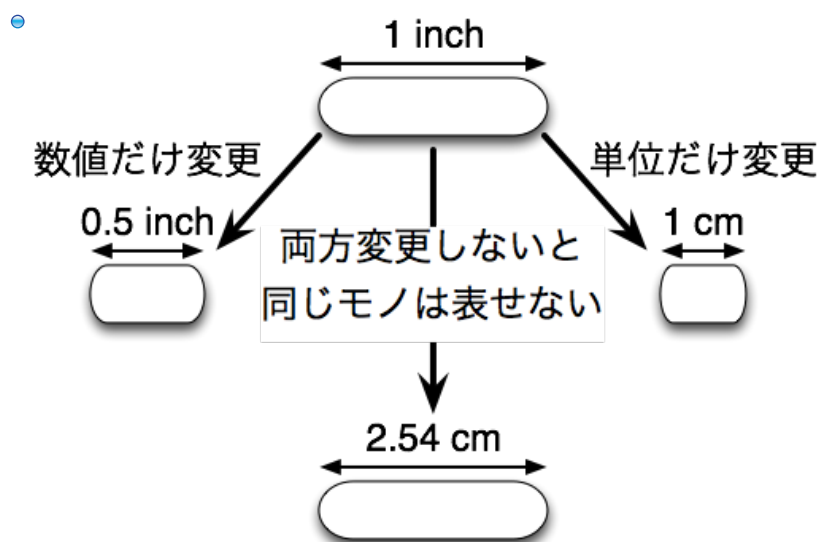 1 inch
数値だけ変更
単位だけ変更
0.5 inch
1 cm
両方変更しないと
同じモノは表せない
2.54 cm